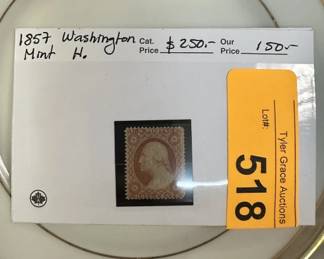 1857 Washington Cat. Price $250.- Our Price 150.-
Mint H.
Lot#:
518
Tyler Grace Auctions